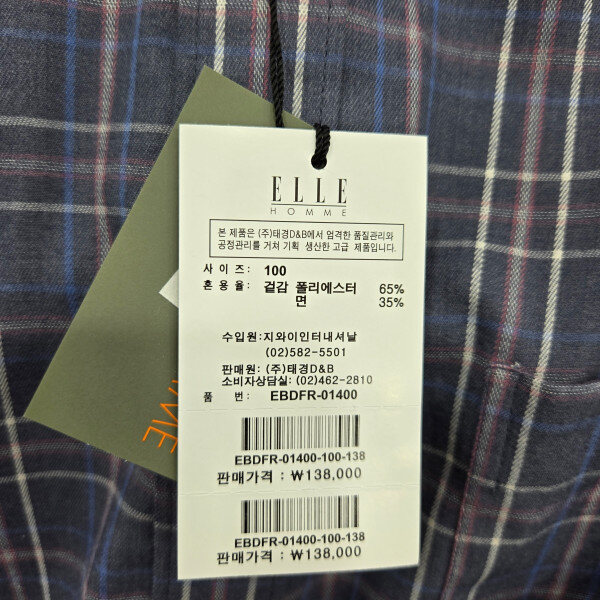 ELLE
HOMME
본 제품은 (주)태경D&B에서 엄격한 품질관리와
공정관리를 거쳐 기획 생산한 고급 제품입니다.
사 이 즈 : 100
혼 용 율 : 겉감 폴리에스터 65%
면 35%
수입원:지와이인터내셔날
(02)582-5501
판매원: (주)태경D&B
소비자상담실: (02)462-2810
품 번: EBDFR-01400
EBDFR-01400-100-138
판매가격 : ₩138,000
EBDFR-01400-100-138
판매가격 : ₩138,000